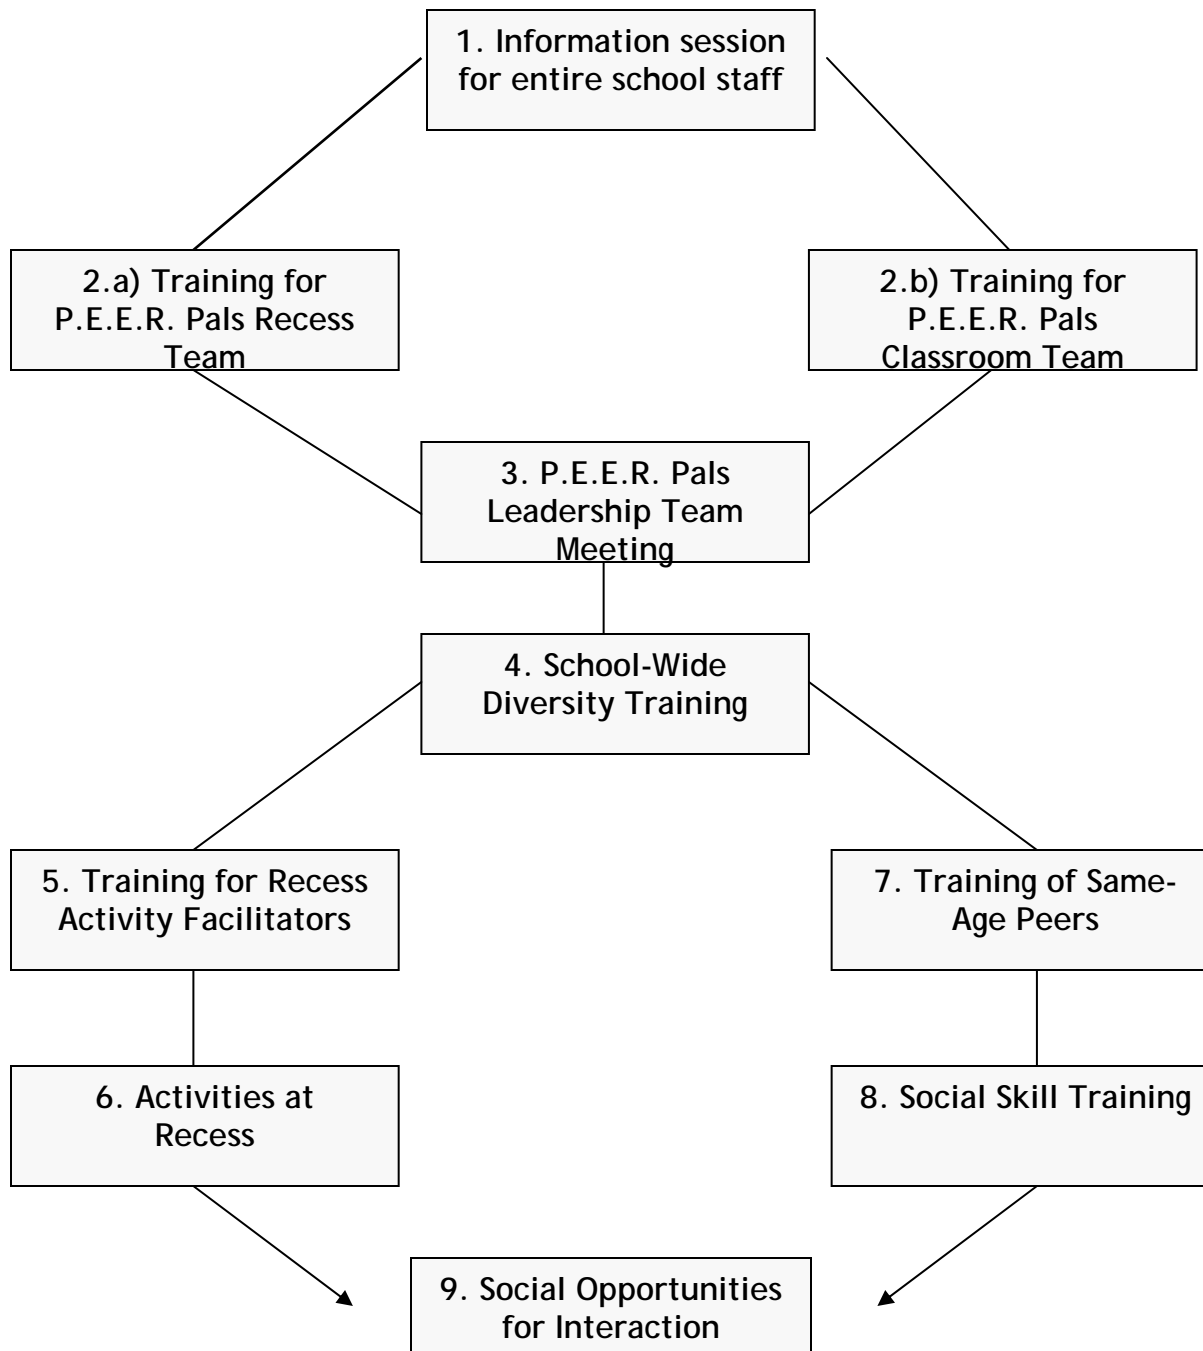 1. Information session
for entire school staff
2.a) Training for
P.E.E.R. Pals Recess
Team
2.b) Training for
P.E.E.R. Pals
Classroom Team
3. P.E.E.R. Pals
Leadership Team
Meeting
4. School-Wide
Diversity Training
5. Training for Recess
Activity Facilitators
7. Training of Same-
Age Peers
6. Activities at
Recess
8. Social Skill Training
9. Social Opportunities
for Interaction